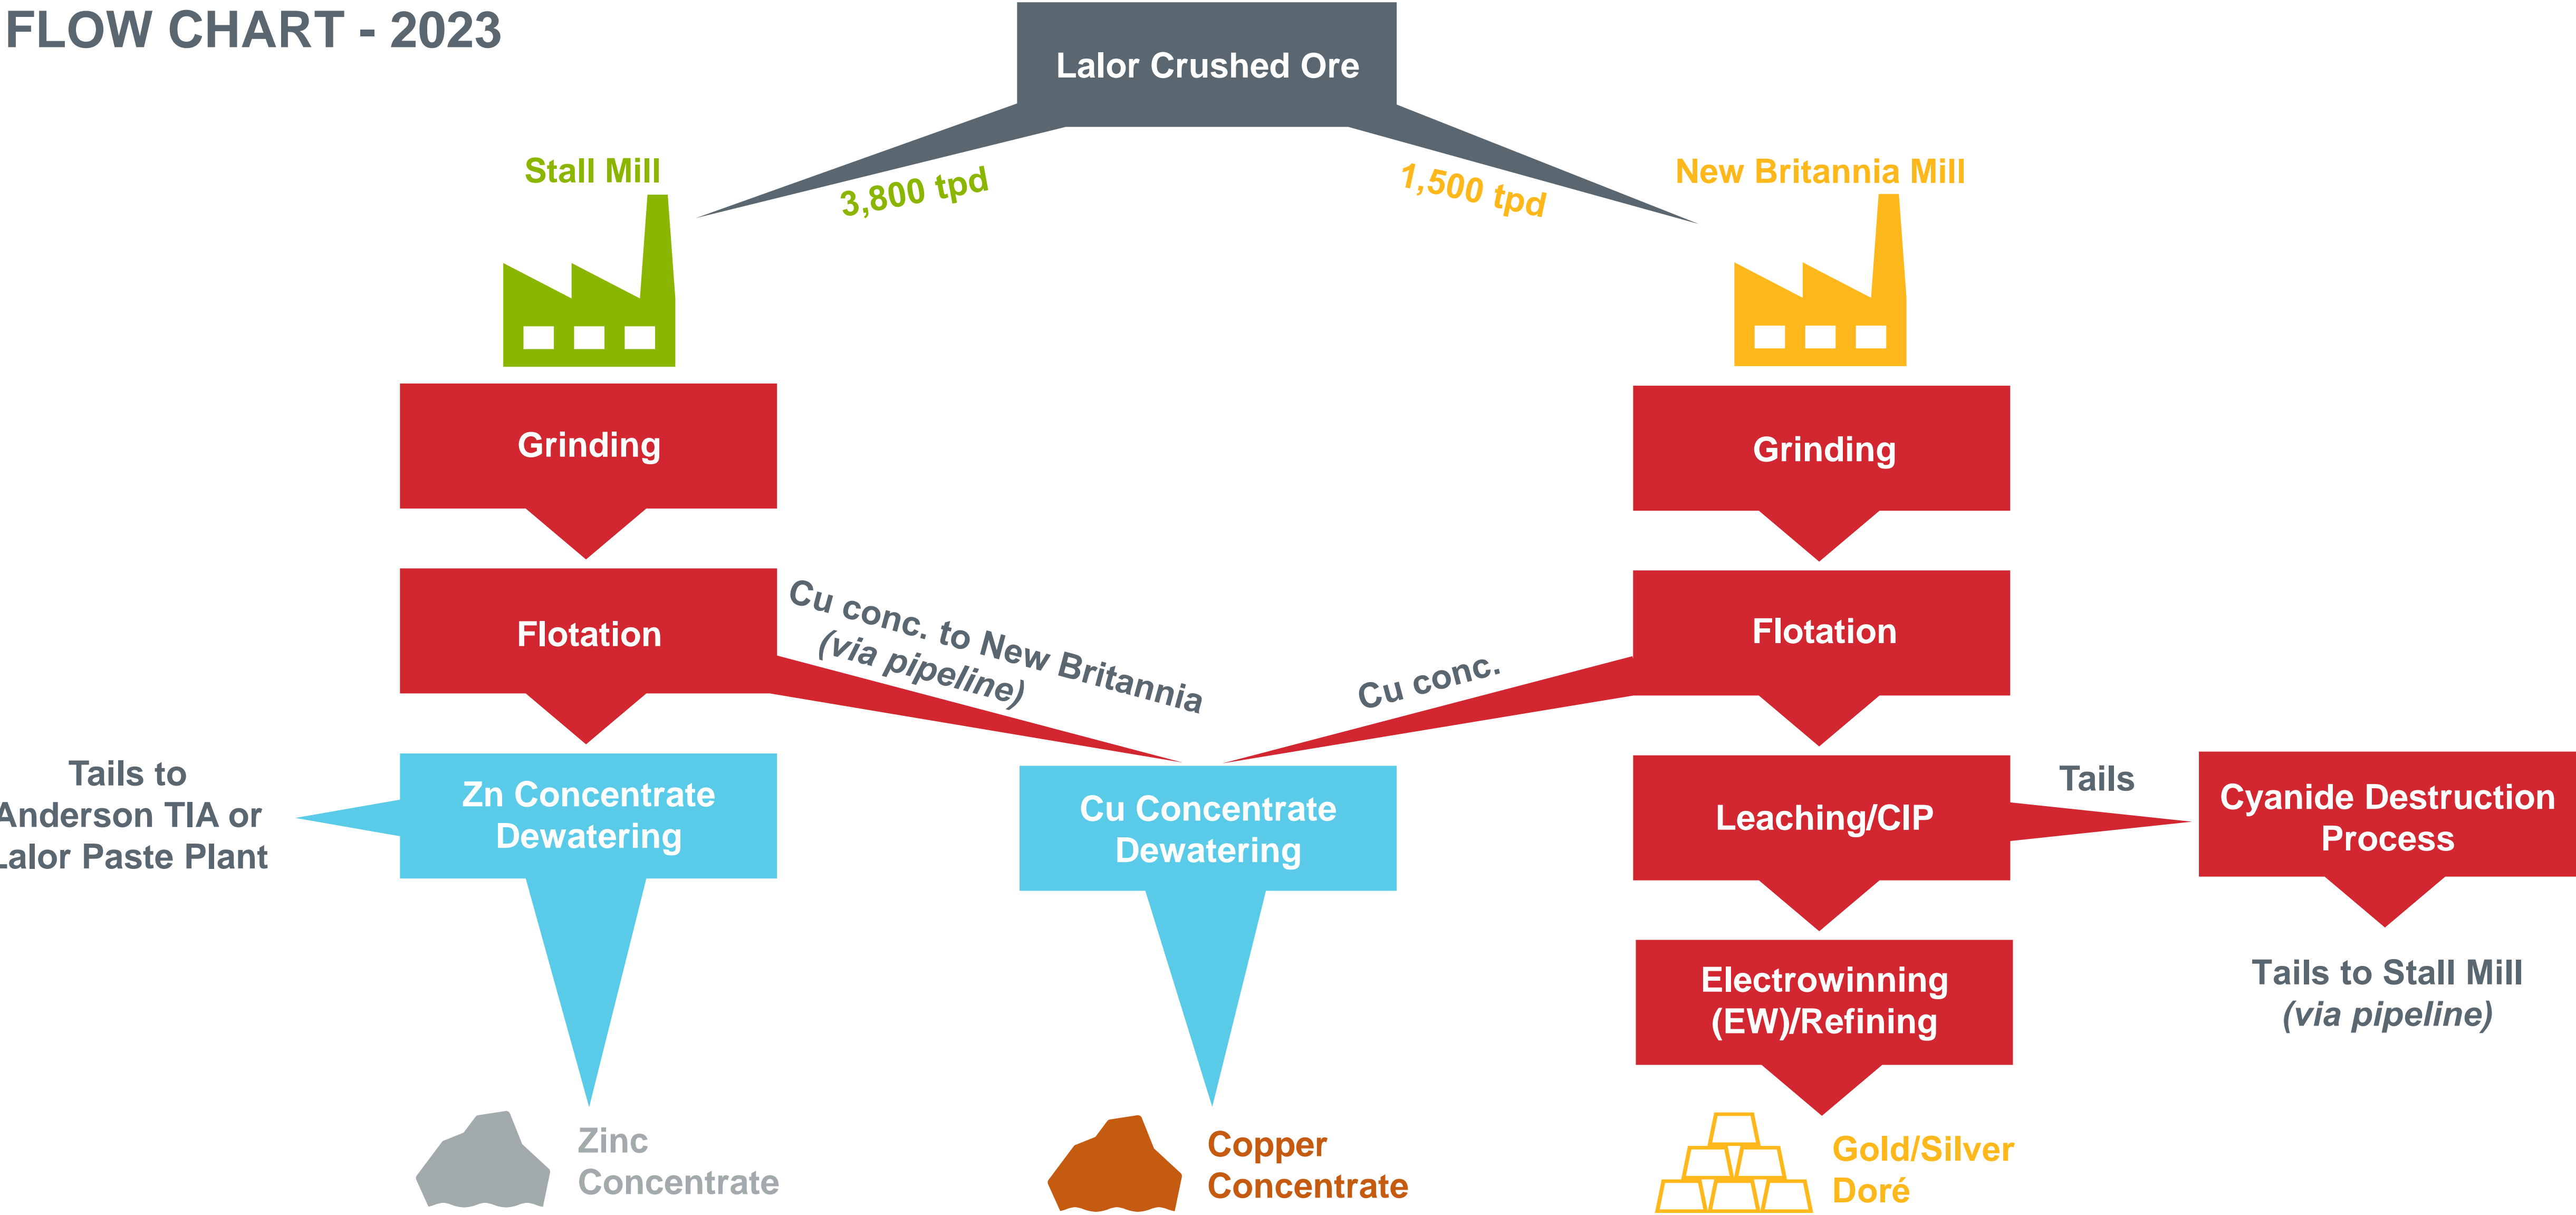 FLOW CHART - 2023
Lalor Crushed Ore
Stall Mill
3,800 tpd
1,500 tpd
New Britannia Mill
Grinding
Grinding
Flotation
Cu conc. to New Britannia
(via pipeline)
Cu conc.
Flotation
Tails to
Anderson TIA or
Lalor Paste Plant
Zn Concentrate
Dewatering
Cu Concentrate
Dewatering
Leaching/CIP
Tails
Cyanide Destruction
Process
Electrowinning
(EW)/Refining
Tails to Stall Mill
(via pipeline)
Zinc
Concentrate
Copper
Concentrate
Gold/Silver
Doré